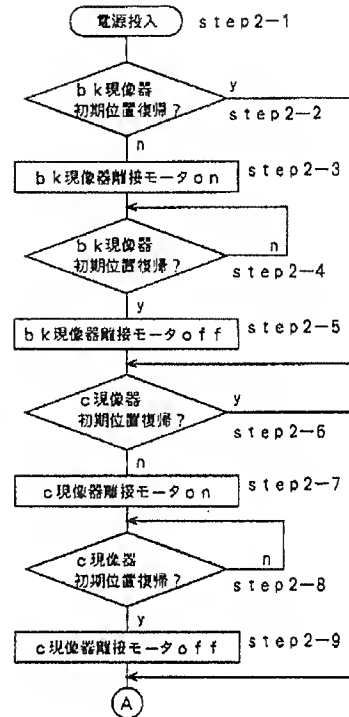 電源投入 step2-1
bk現像器
初期位置復帰?
y
step2-2
n
bk現像器離接モータon step2-3
bk現像器
初期位置復帰?
n
step2-4
y
bk現像器離接モータoff step2-5
c現像器
初期位置復帰?
y
step2-6
n
c現像器離接モータon step2-7
c現像器
初期位置復帰?
n
step2-8
y
c現像器離接モータoff step2-9
A